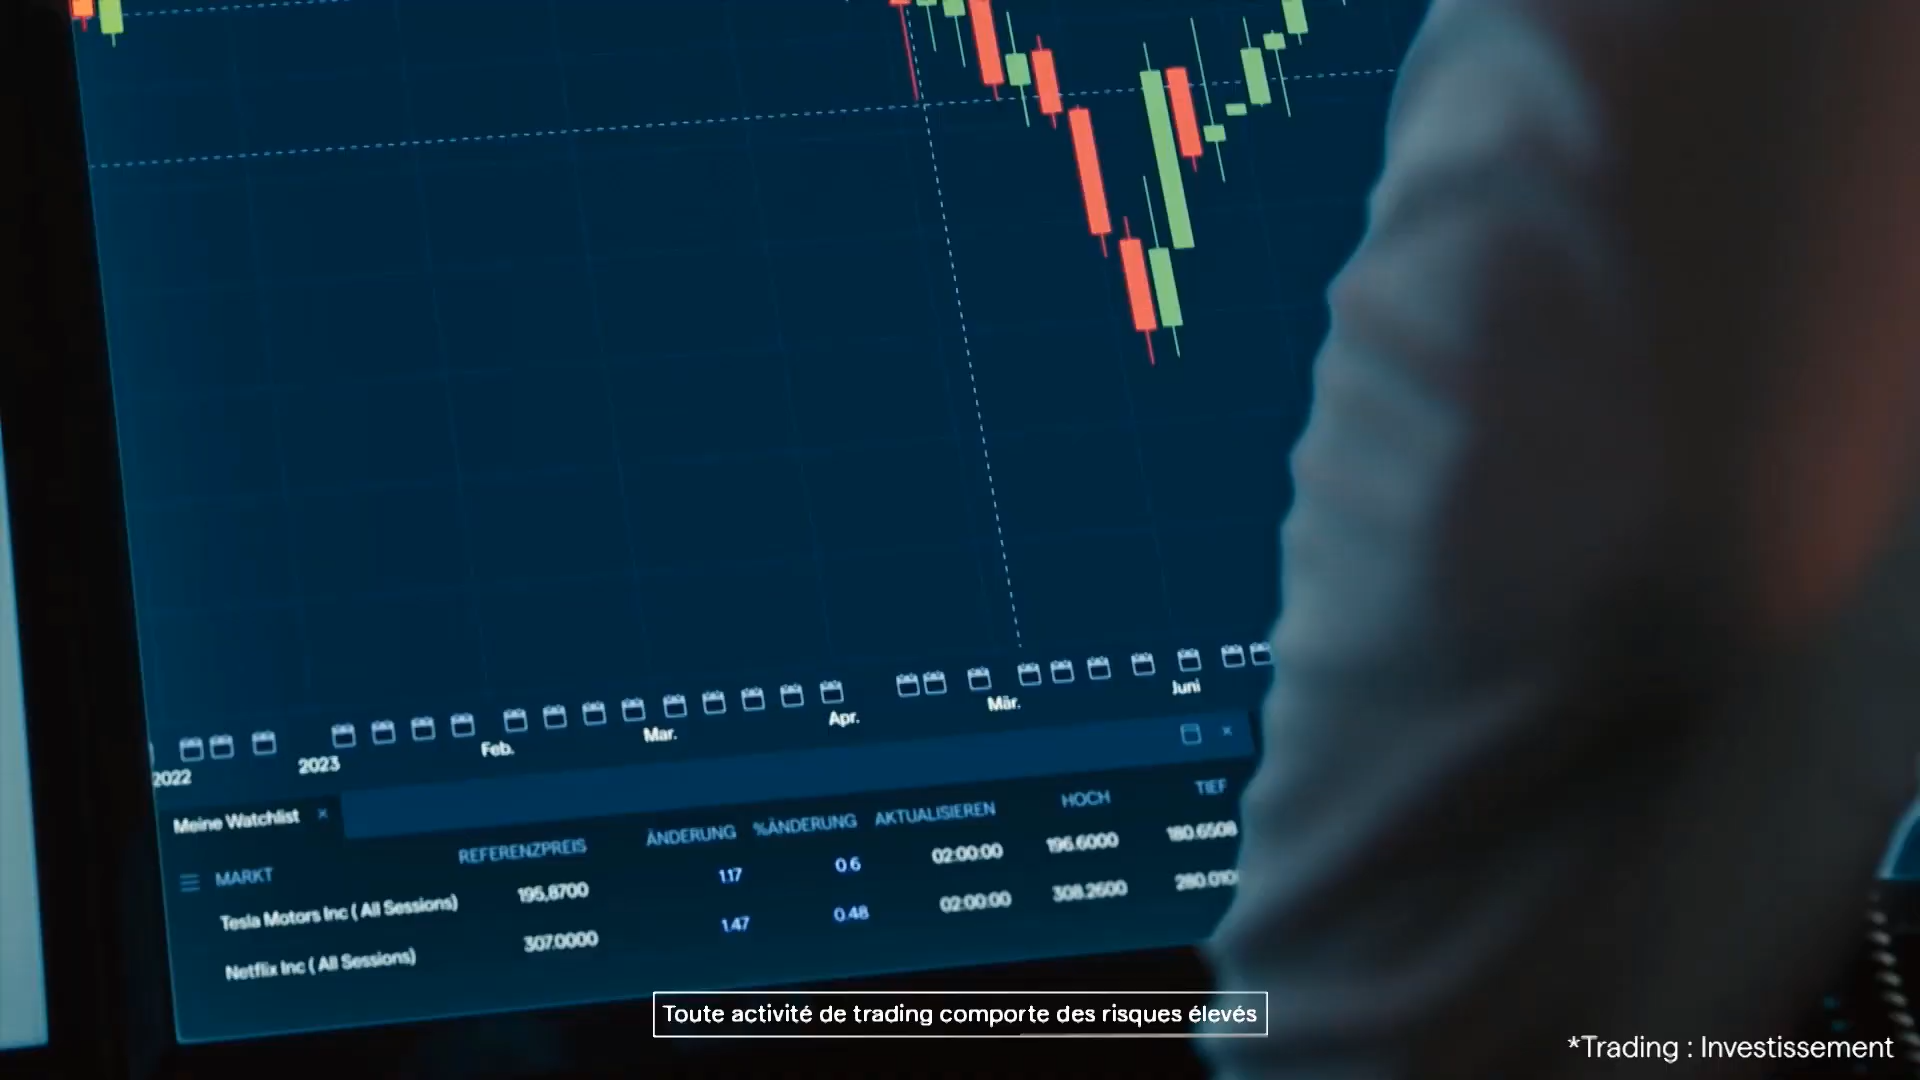 2022 2023 Feb. Mar. Apr. Mär. Juni
Meine Watchlist ×
MARKT REFERENZPREIS ÄNDERUNG %ÄNDERUNG AKTUALISIEREN HOCH TIEF
Tesla Motors Inc ( All Sessions) 195,8700 1.17 0.6 02:00:00 196.6000 180.6508
Netflix Inc ( All Sessions) 307.0000 1.47 0.48 02:00:00 308.2600
Toute activité de trading comporte des risques élevés
*Trading : Investissement